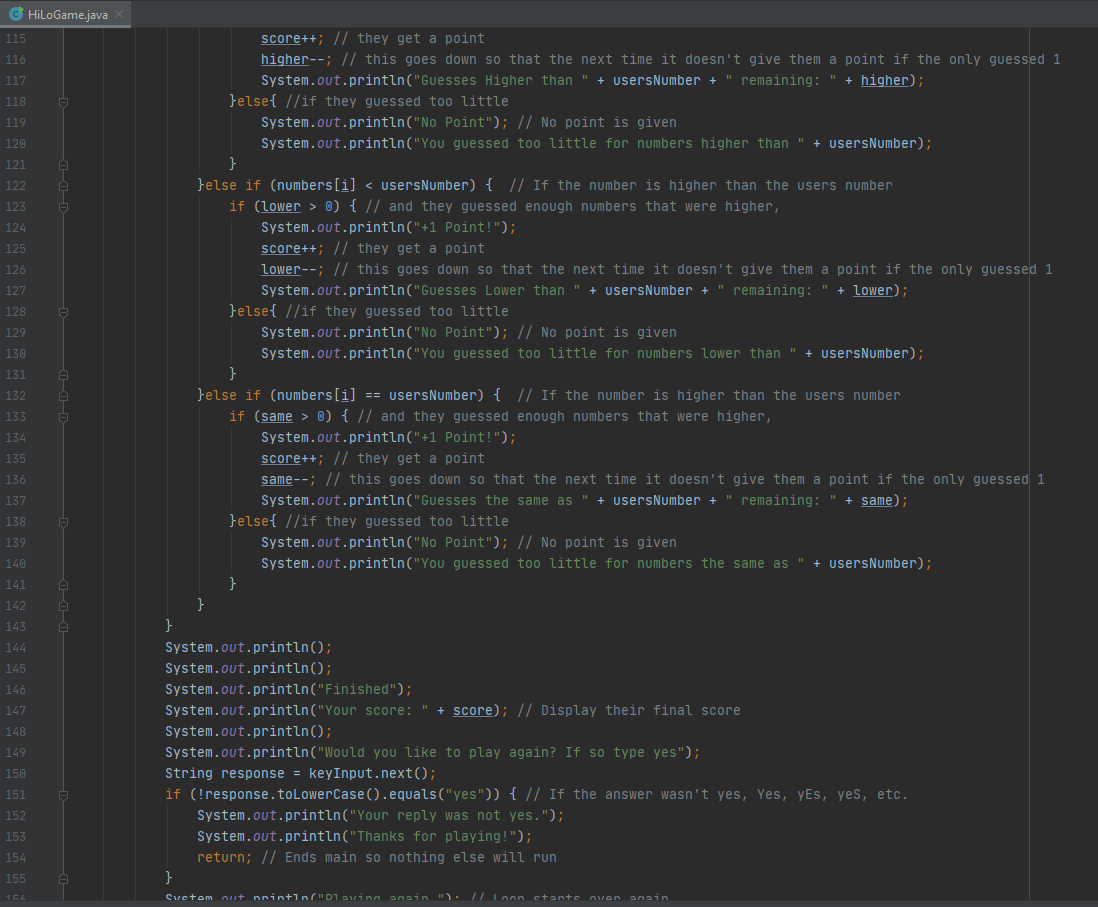 HiLoGame.java
115 score++; // they get a point
116 higher--; // this goes down so that the next time it doesn't give them a point if the only guessed 1
117 System.out.println("Guesses Higher than " + usersNumber + " remaining: " + higher);
118 }else{ //if they guessed too little
119 System.out.println("No Point"); // No point is given
120 System.out.println("You guessed too little for numbers higher than " + usersNumber);
121 }
122 }else if (numbers[i] < usersNumber) {  // If the number is higher than the users number
123 if (lower > 0) { // and they guessed enough numbers that were higher,
124 System.out.println("+1 Point!");
125 score++; // they get a point
126 lower--; // this goes down so that the next time it doesn't give them a point if the only guessed 1
127 System.out.println("Guesses Lower than " + usersNumber + " remaining: " + lower);
128 }else{ //if they guessed too little
129 System.out.println("No Point"); // No point is given
130 System.out.println("You guessed too little for numbers lower than " + usersNumber);
131 }
132 }else if (numbers[i] == usersNumber) {  // If the number is higher than the users number
133 if (same > 0) { // and they guessed enough numbers that were higher,
134 System.out.println("+1 Point!");
135 score++; // they get a point
136 same--; // this goes down so that the next time it doesn't give them a point if the only guessed 1
137 System.out.println("Guesses the same as " + usersNumber + " remaining: " + same);
138 }else{ //if they guessed too little
139 System.out.println("No Point"); // No point is given
140 System.out.println("You guessed too little for numbers the same as " + usersNumber);
141 }
142 }
143 }
144 System.out.println();
145 System.out.println();
146 System.out.println("Finished");
147 System.out.println("Your score: " + score); // Display their final score
148 System.out.println();
149 System.out.println("Would you like to play again? If so type yes");
150 String response = keyInput.next();
151 if (!response.toLowerCase().equals("yes")) { // If the answer wasn't yes, Yes, yEs, yeS, etc.
152 System.out.println("Your reply was not yes.");
153 System.out.println("Thanks for playing!");
154 return; // Ends main so nothing else will run
155 }
156 System.out.println("Playing again."); // Loop starts over again